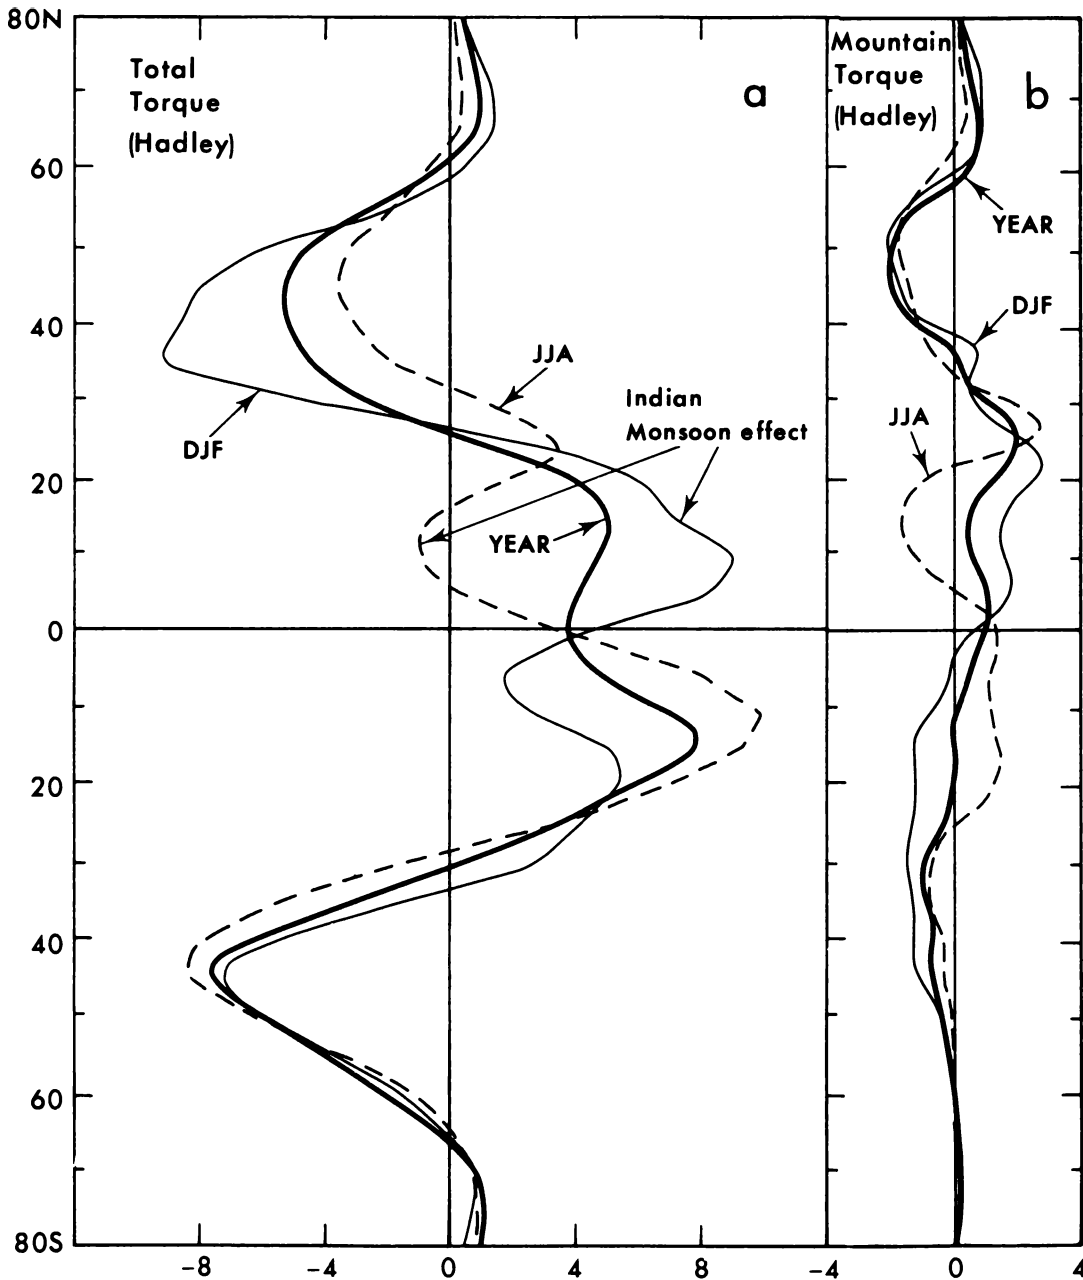 80N
Total
Torque
(Hadley)
a
Mountain
Torque
(Hadley)
b
60
YEAR
DJF
40
JJA
Indian
Monsoon effect
JJA
DJF
20
YEAR
0
20
40
60
80S
-8
-4
0
4
8
-4
0
4